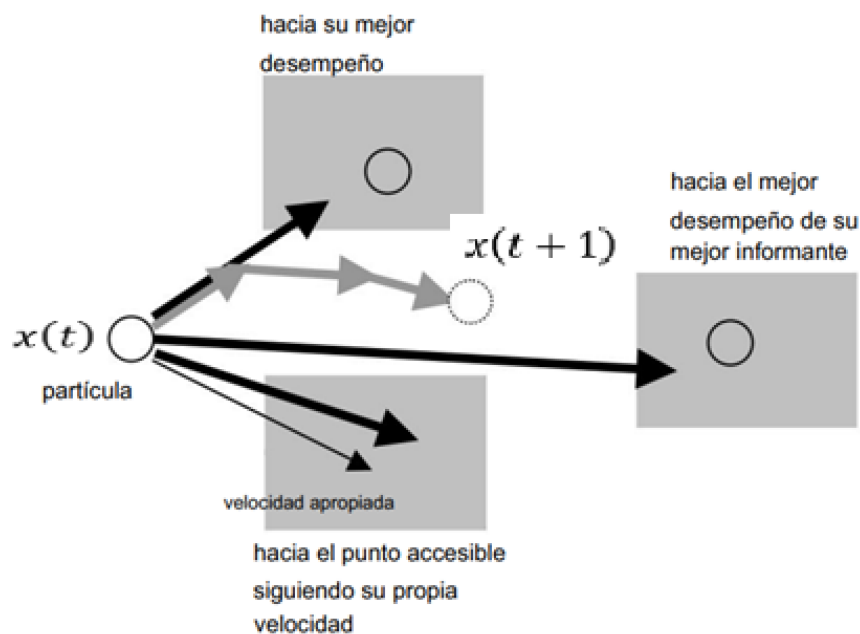 hacia su mejor
desempeño
hacia el mejor
desempeño de su
mejor informante
x(t + 1)
x(t)
partícula
velocidad apropiada
hacia el punto accesible
siguiendo su propia
velocidad